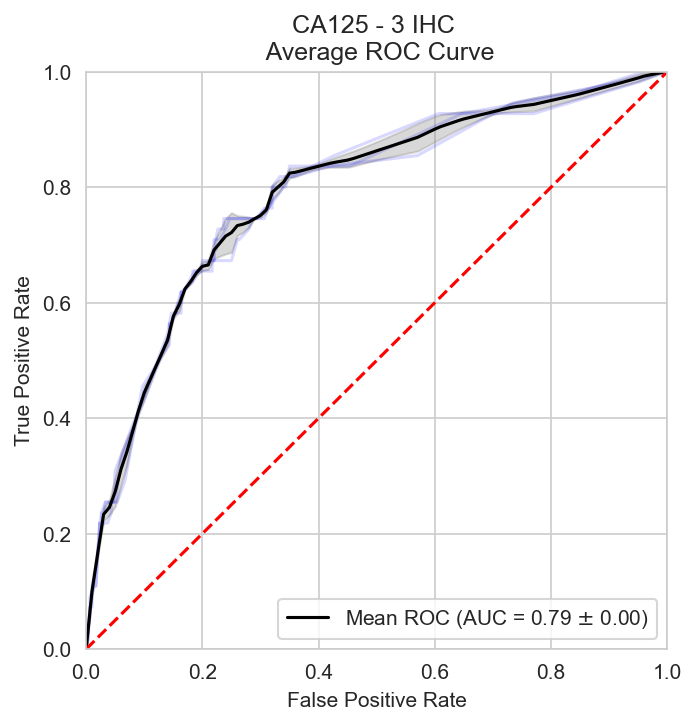 CA125 - 3 IHC
Average ROC Curve
1.0
0.8
0.6
0.4
0.2
0.0
True Positive Rate
Mean ROC (AUC = 0.79 ± 0.00)
0.0 0.2 0.4 0.6 0.8 1.0
False Positive Rate